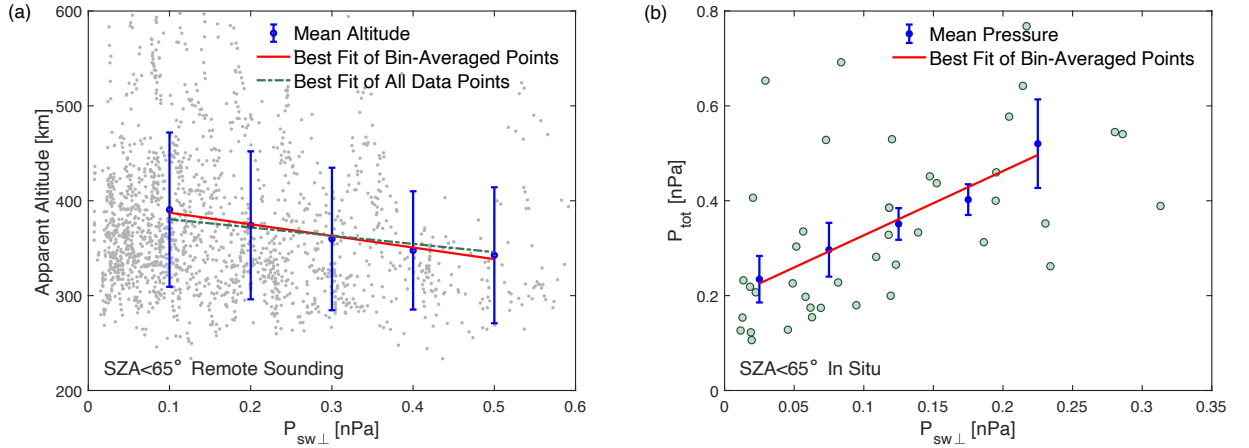 (a)
600
500
400
300
200
Apparent Altitude [km]
Mean Altitude
Best Fit of Bin-Averaged Points
Best Fit of All Data Points
SZA<65° Remote Sounding
0 0.1 0.2 0.3 0.4 0.5 0.6
P_sw⊥ [nPa]
(b)
0.8
0.6
0.4
0.2
0
P_tot [nPa]
Mean Pressure
Best Fit of Bin-Averaged Points
SZA<65° In Situ
0 0.05 0.1 0.15 0.2 0.25 0.3 0.35
P_sw⊥ [nPa]